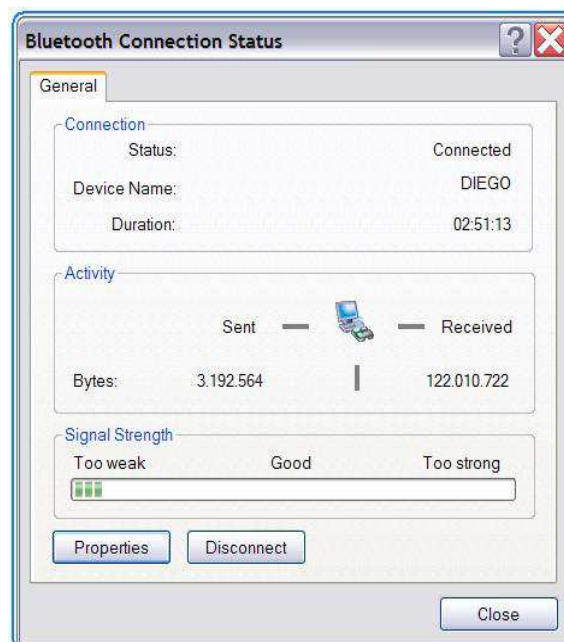 Bluetooth Connection Status
General
Connection
Status: Connected
Device Name: DIEGO
Duration: 02:51:13
Activity
Sent Received
Bytes: 3.192.564 122.010.722
Signal Strength
Too weak Good Too strong
Properties Disconnect
Close